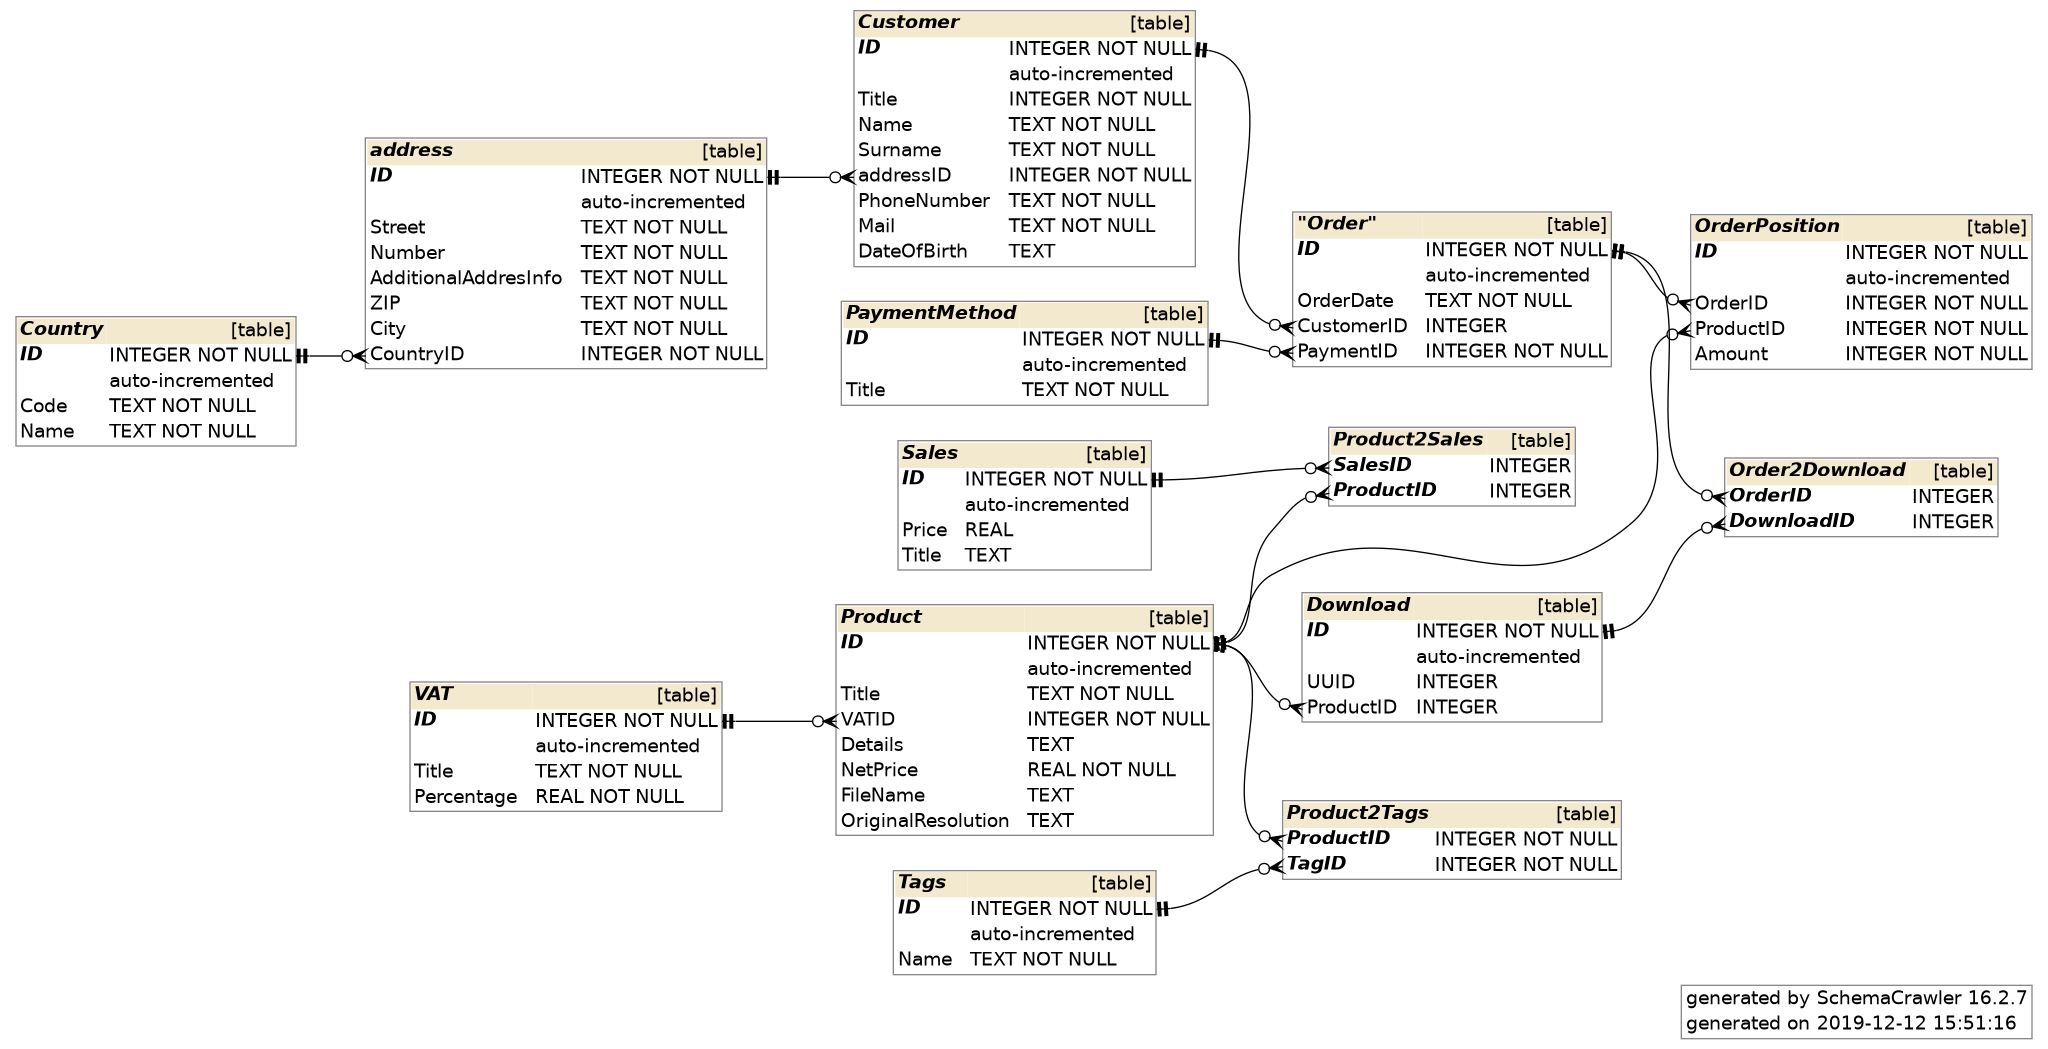 Customer [table]
ID INTEGER NOT NULL
auto-incremented
Title INTEGER NOT NULL
Name TEXT NOT NULL
Surname TEXT NOT NULL
addressID INTEGER NOT NULL
PhoneNumber TEXT NOT NULL
Mail TEXT NOT NULL
DateOfBirth TEXT
address [table]
ID INTEGER NOT NULL
auto-incremented
Street TEXT NOT NULL
Number TEXT NOT NULL
AdditionalAddresInfo TEXT NOT NULL
ZIP TEXT NOT NULL
City TEXT NOT NULL
CountryID INTEGER NOT NULL
Country [table]
ID INTEGER NOT NULL
auto-incremented
Code TEXT NOT NULL
Name TEXT NOT NULL
PaymentMethod [table]
ID INTEGER NOT NULL
auto-incremented
Title TEXT NOT NULL
"Order" [table]
ID INTEGER NOT NULL
auto-incremented
OrderDate TEXT NOT NULL
CustomerID INTEGER
PaymentID INTEGER NOT NULL
OrderPosition [table]
ID INTEGER NOT NULL
auto-incremented
OrderID INTEGER NOT NULL
ProductID INTEGER NOT NULL
Amount INTEGER NOT NULL
Sales [table]
ID INTEGER NOT NULL
auto-incremented
Price REAL
Title TEXT
Product2Sales [table]
SalesID INTEGER
ProductID INTEGER
Order2Download [table]
OrderID INTEGER
DownloadID INTEGER
Product [table]
ID INTEGER NOT NULL
auto-incremented
Title TEXT NOT NULL
VATID INTEGER NOT NULL
Details TEXT
NetPrice REAL NOT NULL
FileName TEXT
OriginalResolution TEXT
Download [table]
ID INTEGER NOT NULL
auto-incremented
UUID INTEGER
ProductID INTEGER
VAT [table]
ID INTEGER NOT NULL
auto-incremented
Title TEXT NOT NULL
Percentage REAL NOT NULL
Product2Tags [table]
ProductID INTEGER NOT NULL
TagID INTEGER NOT NULL
Tags [table]
ID INTEGER NOT NULL
auto-incremented
Name TEXT NOT NULL
generated by SchemaCrawler 16.2.7
generated on 2019-12-12 15:51:16